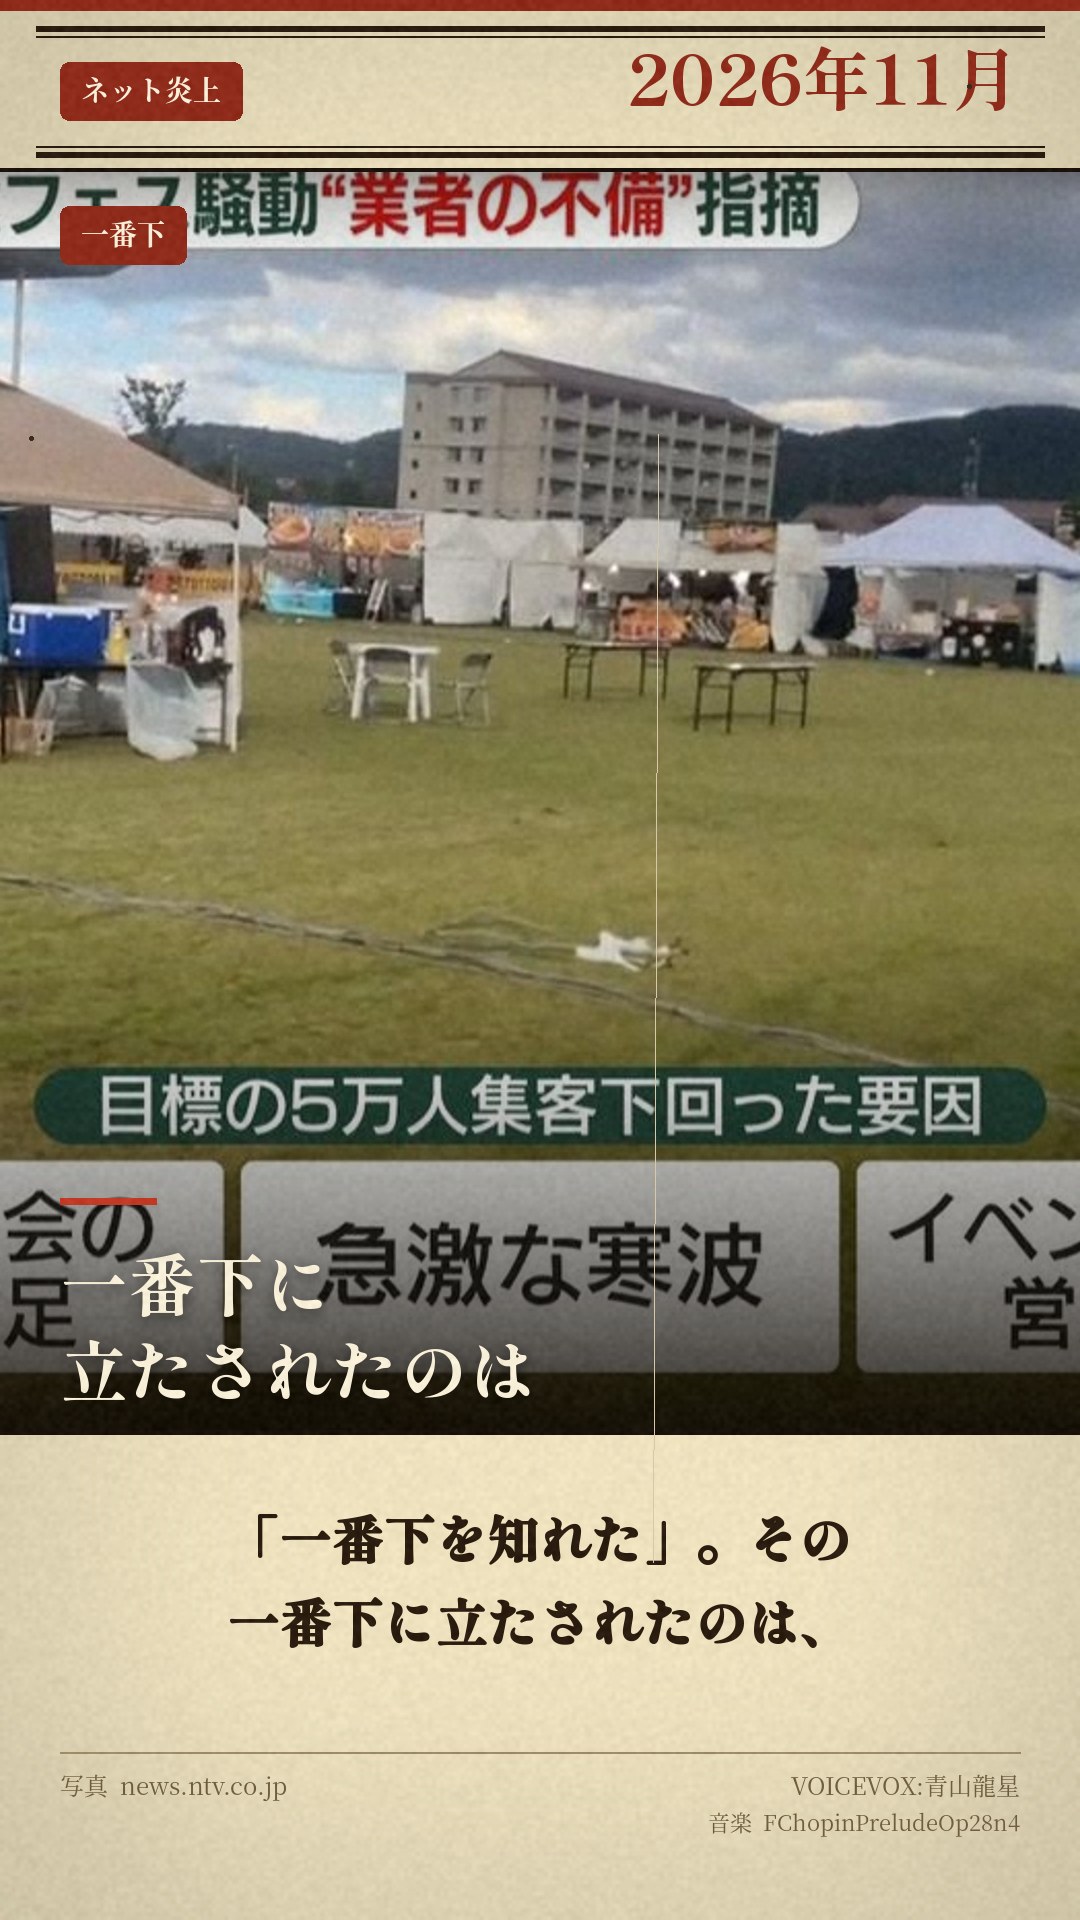 ネット炎上
2026年11月
フェス騒動“業者の不備”指摘
一番下
目標の5万人集客下回った要因
会の
足
急激な寒波
イベン
営
一番下に
立たされたのは
「一番下を知れた」。その
一番下に立たされたのは、
写真 news.ntv.co.jp
VOICEVOX:青山龍星
音楽 FChopinPreludeOp28n4